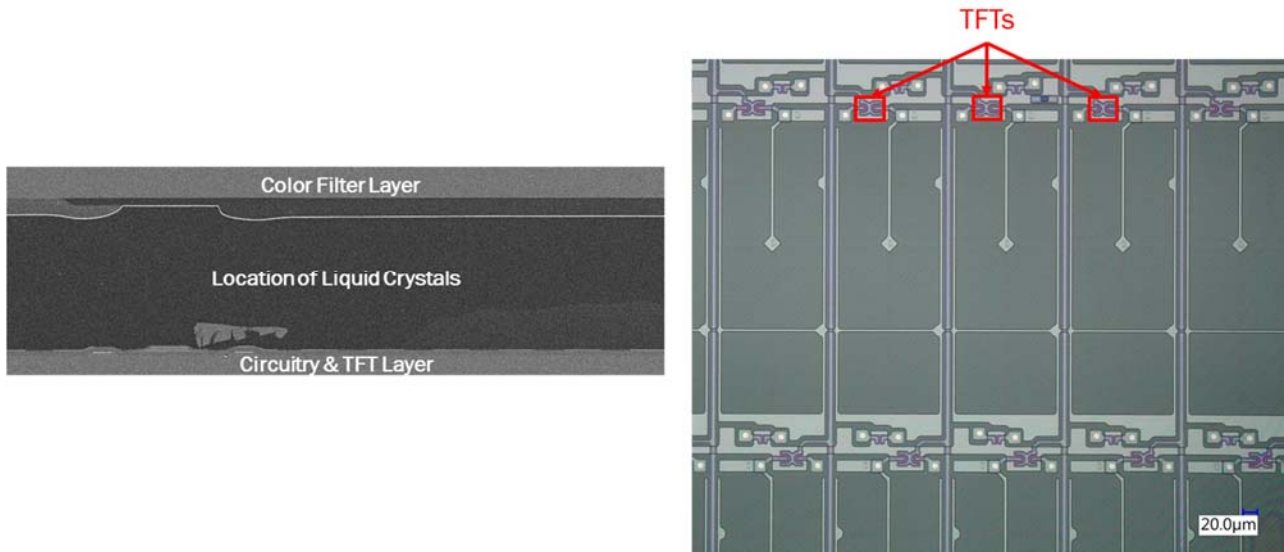 TFTs
Color Filter Layer
Location of Liquid Crystals
Circuitry & TFT Layer
20.0µm